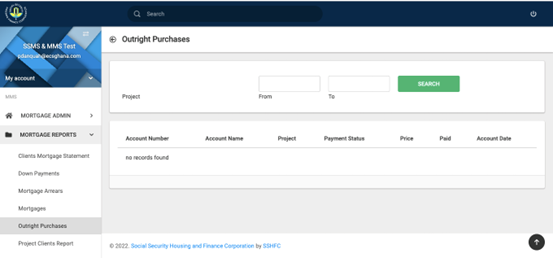 Search
Outright Purchases
SSMS & MMS Test
pdanquah@ecsghana.com
My account
MMS
MORTGAGE ADMIN
MORTGAGE REPORTS
Clients Mortgage Statement
Down Payments
Mortgage Arrears
Mortgages
Outright Purchases
Project Clients Report
Project
From
To
SEARCH
Account Number Account Name Project Payment Status Price Paid Account Date
no records found
© 2022. Social Security Housing and Finance Corporation by SSHFC